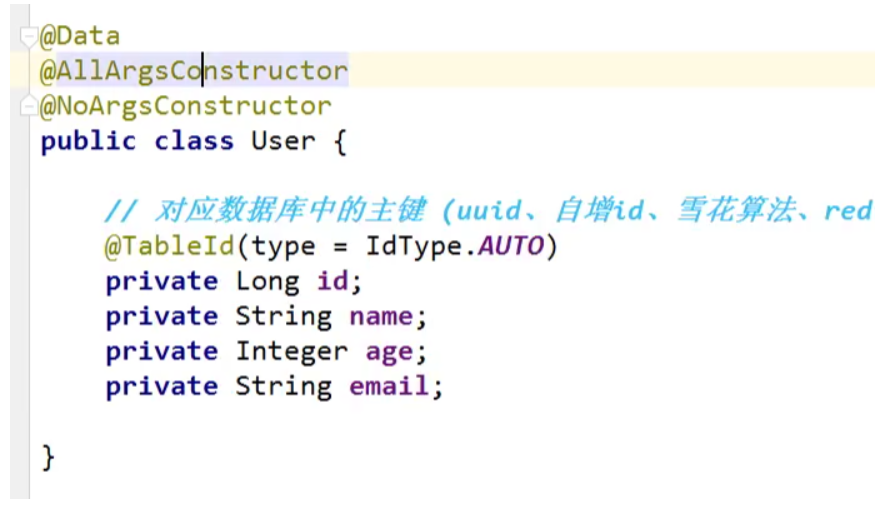 @Data
@AllArgsConstructor
@NoArgsConstructor
public class User {
// 对应数据库中的主键 (uuid、自增id、雪花算法、red
@TableId(type = IdType.AUTO)
private Long id;
private String name;
private Integer age;
private String email;
}